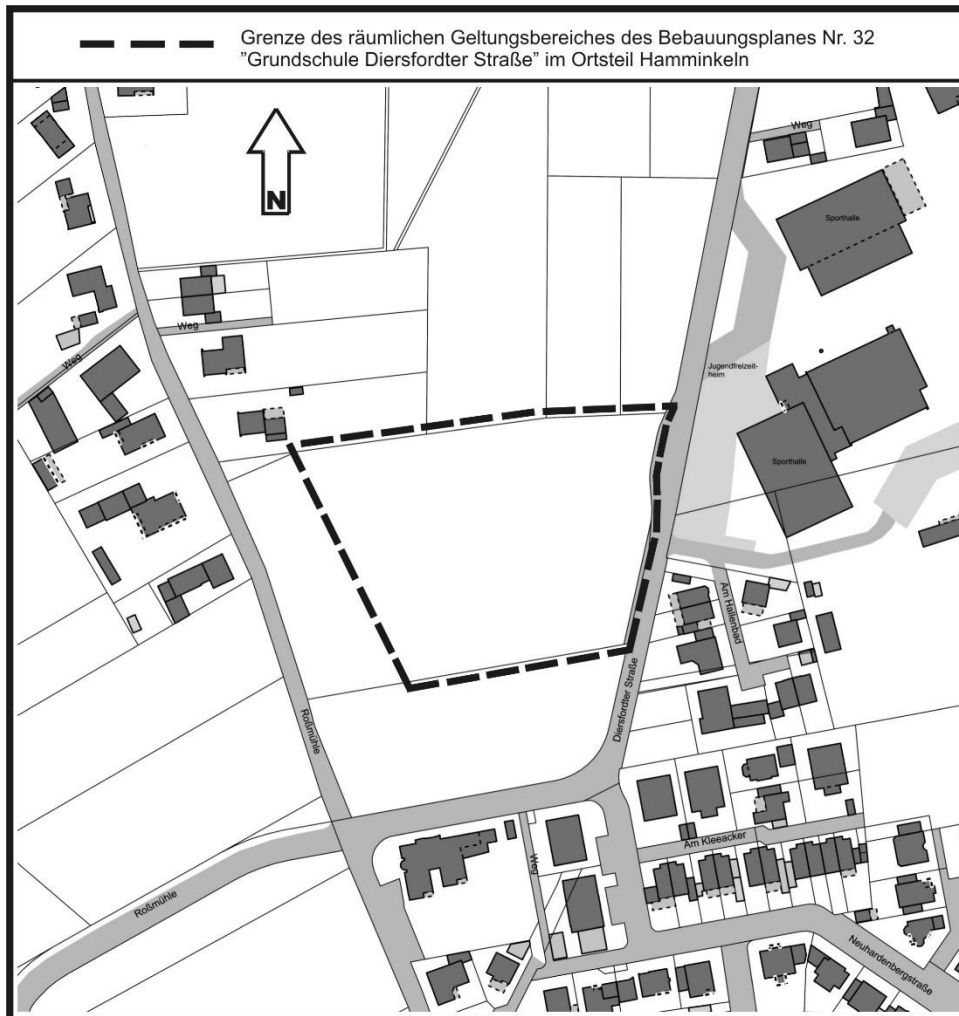 Grenze des räumlichen Geltungsbereiches des Bebauungsplanes Nr. 32
"Grundschule Diersfordter Straße" im Ortsteil Hamminkeln
N
Weg
Sporthalle
Weg
Weg
Jugendfreizeit-
heim
Sporthalle
Am Hallenbad
Diersfordter Straße
Roßmühle
Am Kleeacker
Weg
Roßmühle
Neuhardenbergstraße